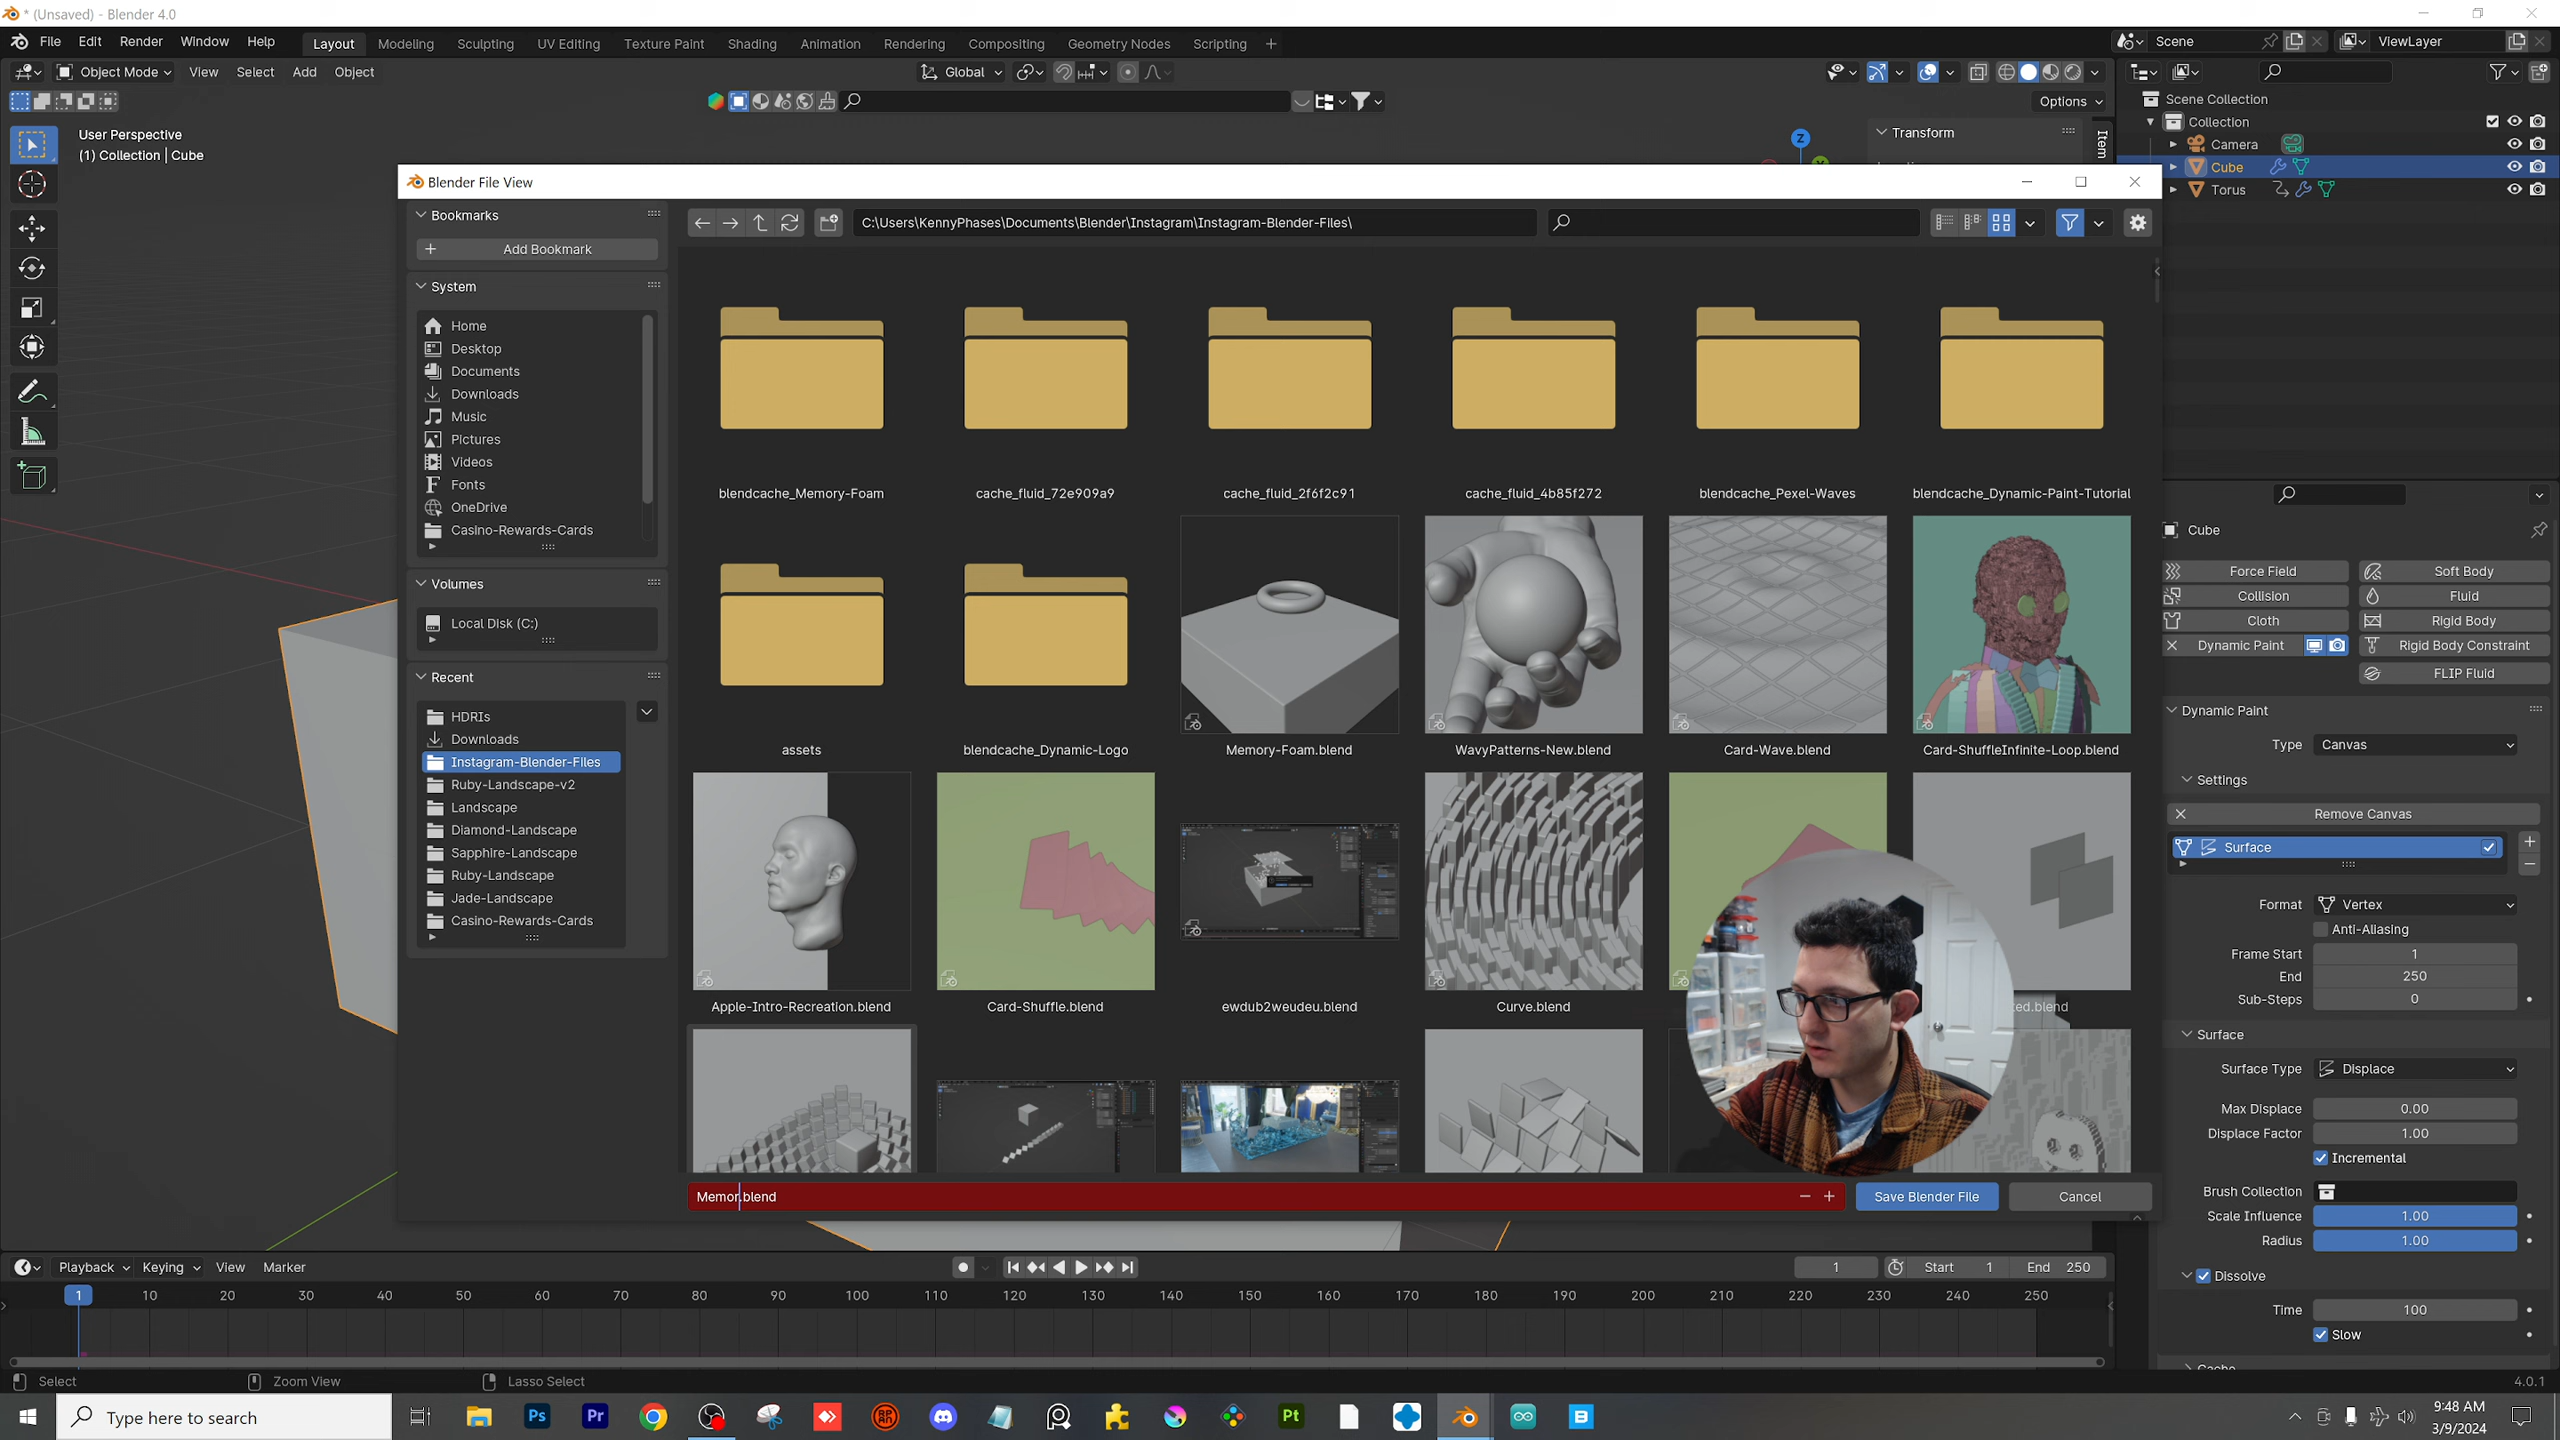 * (Unsaved) - Blender 4.0
File Edit Render Window Help Layout Modeling Sculpting UV Editing Texture Paint Shading Animation Rendering Compositing Geometry Nodes Scripting + Scene ViewLayer
Object Mode View Select Add Object Global
Options
User Perspective
(1) Collection | Cube
Transform
Item
Scene Collection
Collection
Camera
Cube
Torus
Blender File View
Bookmarks
Add Bookmark
C:\Users\KennyPhases\Documents\Blender\Instagram\Instagram-Blender-Files\
System
Home
Desktop
Documents
Downloads
Music
Pictures
Videos
Fonts
OneDrive
Casino-Rewards-Cards
Volumes
Local Disk (C:)
Recent
HDRIs
Downloads
Instagram-Blender-Files
Ruby-Landscape-v2
Landscape
Diamond-Landscape
Sapphire-Landscape
Ruby-Landscape
Jade-Landscape
Casino-Rewards-Cards
blendcache_Memory-Foam cache_fluid_72e909a9 cache_fluid_2f6f2c91 cache_fluid_4b85f272 blendcache_Pexel-Waves blendcache_Dynamic-Paint-Tutorial
assets blendcache_Dynamic-Logo Memory-Foam.blend WavyPatterns-New.blend Card-Wave.blend Card-ShuffleInfinite-Loop.blend
Apple-Intro-Recreation.blend Card-Shuffle.blend ewdub2weudeu.blend Curve.blend ed.blend
Memor.blend Save Blender File Cancel
Z
Cube
Force Field Soft Body
Collision Fluid
Cloth Rigid Body
Dynamic Paint Rigid Body Constraint
FLIP Fluid
Dynamic Paint
Type Canvas
Settings
Remove Canvas
Surface
Format Vertex
Anti-Aliasing
Frame Start 1
End 250
Sub-Steps 0
Surface
Surface Type Displace
Max Displace 0.00
Displace Factor 1.00
Incremental
Brush Collection
Scale Influence 1.00
Radius 1.00
Dissolve
Time 100
Slow
Cache
Playback Keying View Marker 1 Start 1 End 250
1 10 20 30 40 50 60 70 80 90 100 110 120 130 140 150 160 170 180 190 200 210 220 230 240 250
Select Zoom View Lasso Select 4.0.1
Type here to search
Ps Pr Pt
9:48 AM
3/9/2024